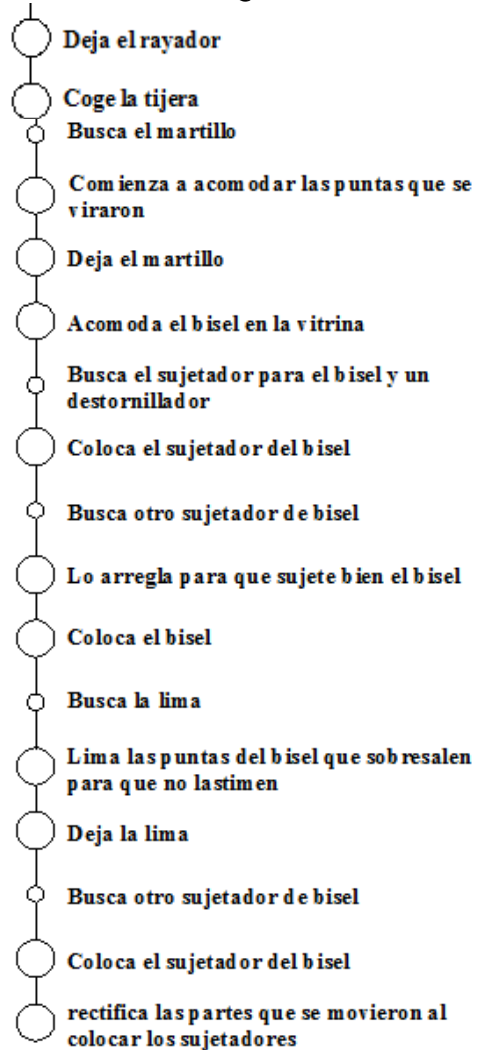 Deja el rayador
Coge la tijera
Busca el martillo
Comienza a acomodar las puntas que se
viraron
Deja el martillo
Acomoda el bisel en la vitrina
Busca el sujetador para el bisel y un
destornillador
Coloca el sujetador del bisel
Busca otro sujetador de bisel
Lo arregla para que sujete bien el bisel
Coloca el bisel
Busca la lima
Lima las puntas del bisel que sobresalen
para que no lastimen
Deja la lima
Busca otro sujetador de bisel
Coloca el sujetador del bisel
rectifica las partes que se movieron al
colocar los sujetadores